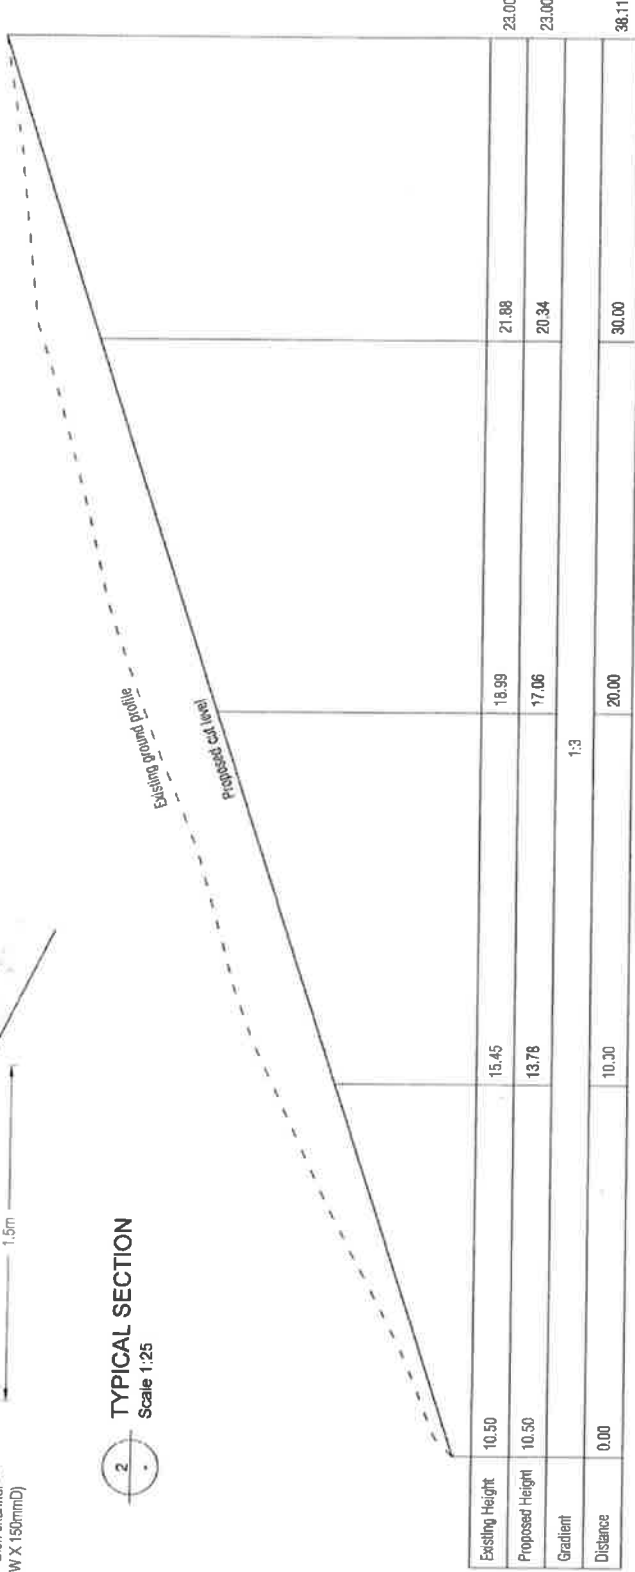 W X 150mmD)
1.5m
2
TYPICAL SECTION
Scale 1:25
Existing ground profile
Proposed cut level
Existing Height 10.50 15.45 18.99 21.88 23.00
Proposed Height 10.50 13.78 17.06 20.34 23.00
Gradient 1:3
Distance 0.00 10.00 20.00 30.00 38.11